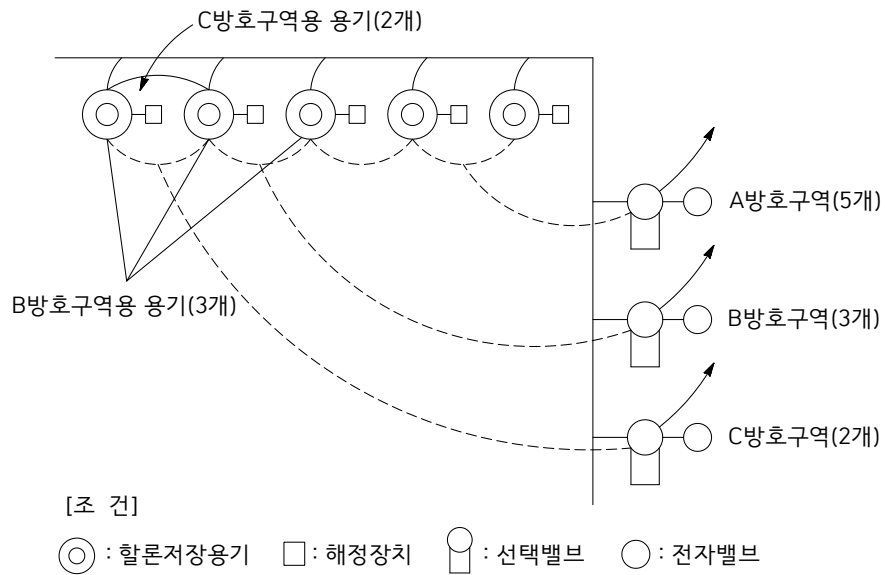 C방호구역용 용기(2개)
A방호구역(5개)
B방호구역용 용기(3개)
B방호구역(3개)
C방호구역(2개)
[조 건]
: 할론저장용기 : 해정장치 : 선택밸브 : 전자밸브